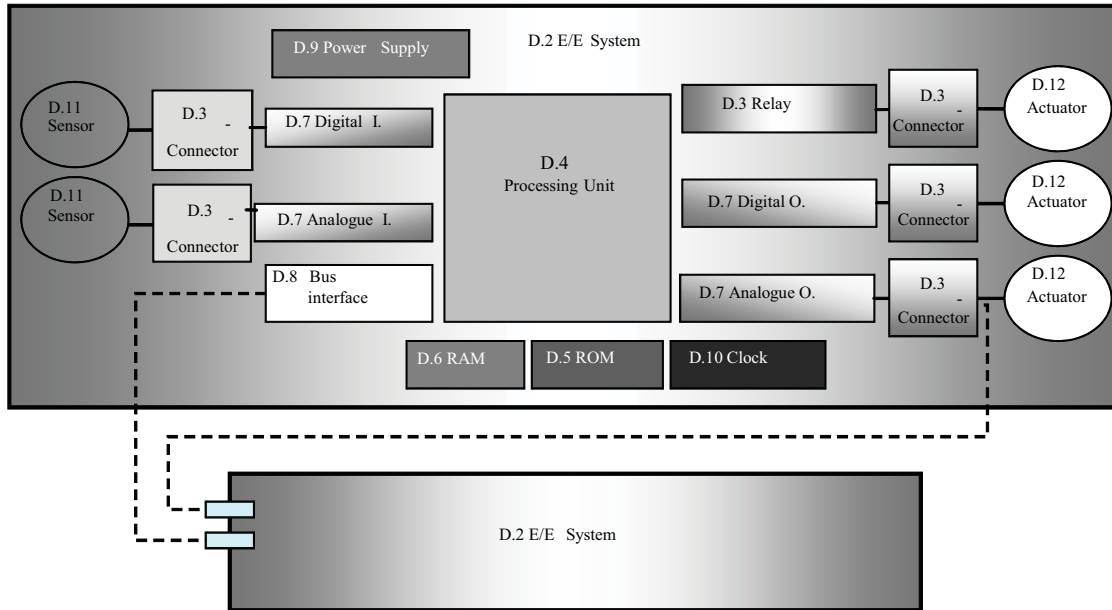 D.2 E/E System
D.9 Power Supply
D.11
Sensor
D.3
-
Connector
D.7 Digital I.
D.11
Sensor
D.3
-
Connector
D.7 Analogue I.
D.8 Bus
interface
D.4
Processing Unit
D.3 Relay
D.3
-
Connector
D.12
Actuator
D.7 Digital O.
D.3
-
Connector
D.12
Actuator
D.7 Analogue O.
D.3
-
Connector
D.12
Actuator
D.6 RAM
D.5 ROM
D.10 Clock
D.2 E/E System